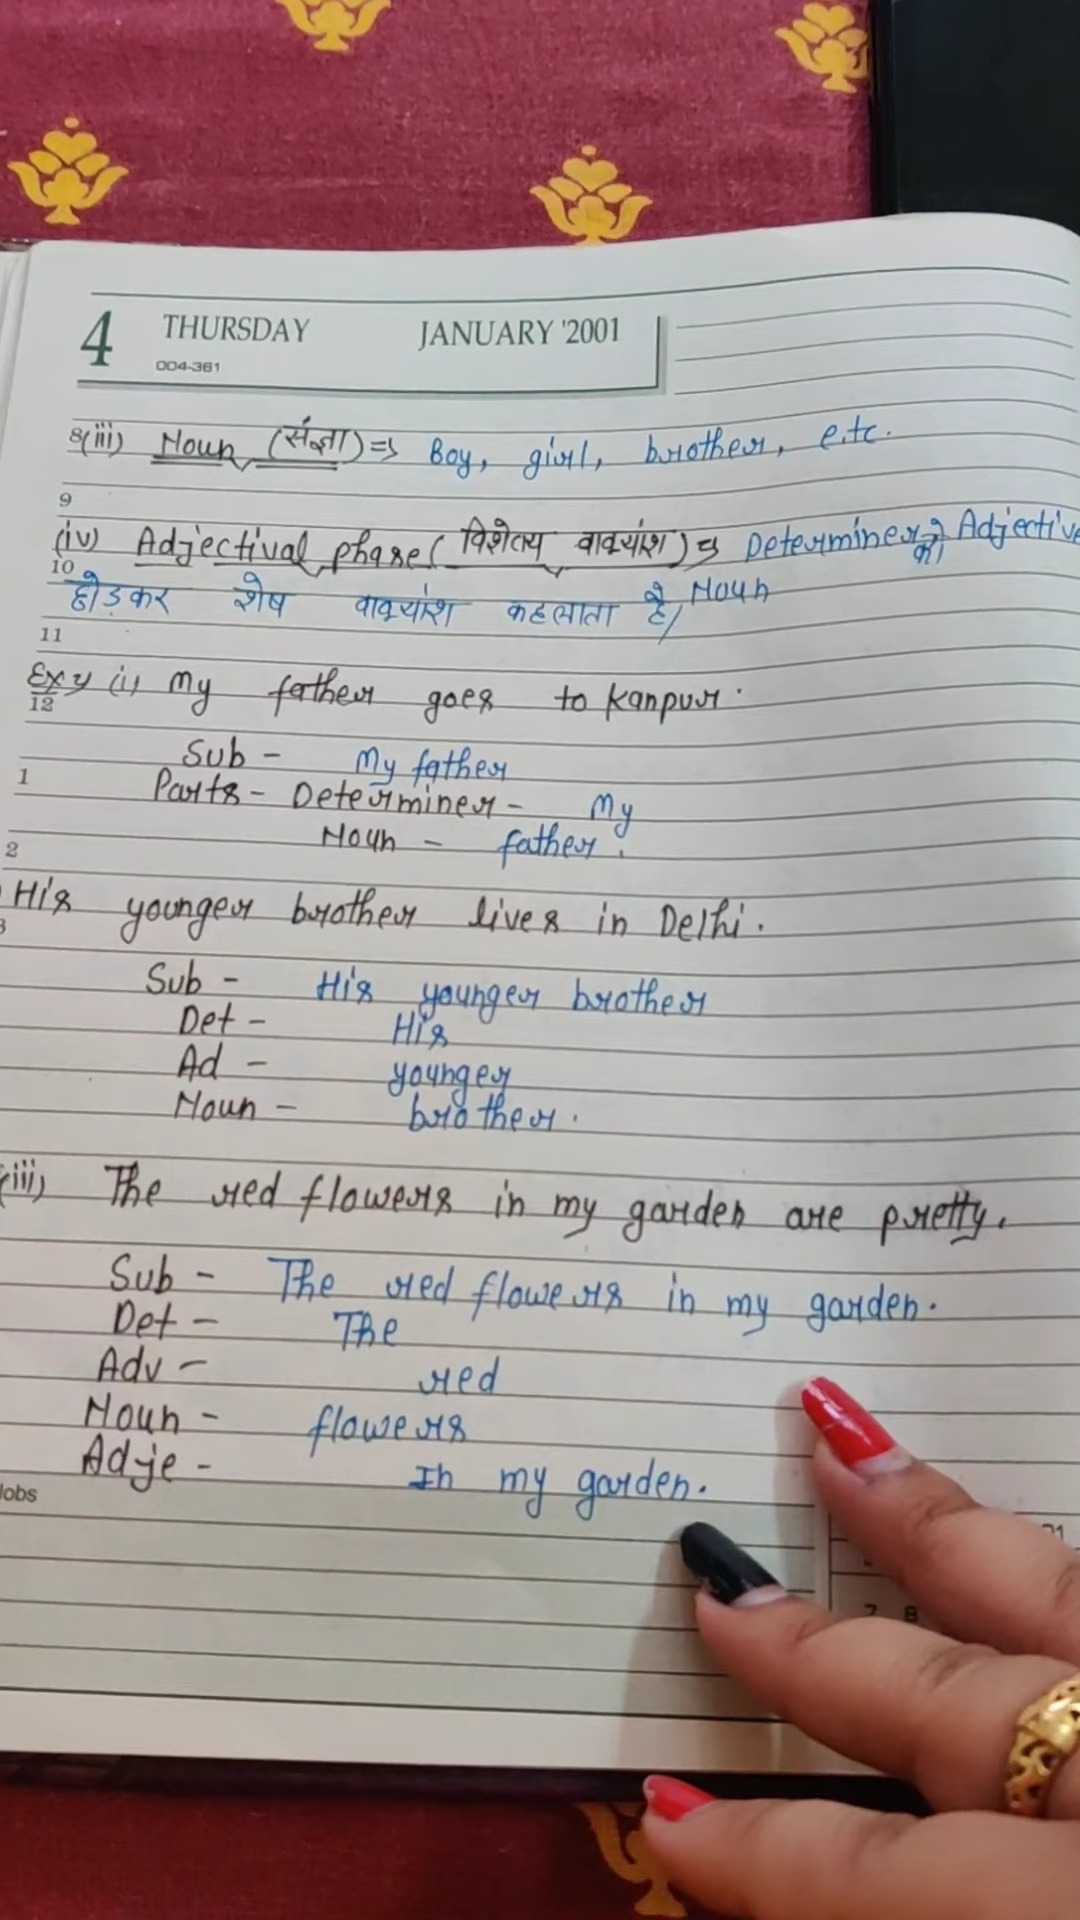 4 THURSDAY JANUARY '2001
004-361
8 (iii) Noun (संज्ञा) ⇒ Boy, girl, brother, etc.
9
(iv) Adjectival phase (विशेतय वाक्यांश) ⇒ Determiner को, Adjective
10
होड़कर शेष वाक्यांश कहलाता है, Noun
11
Ex ⇒ (i) My father goes to Kanpur.
12
Sub - My father
1
Parts - Determiner - My
Noun - father.
2
His younger brother lives in Delhi.
3
Sub - His younger brother
Det - His
Ad - younger
Noun - brother.
(iii) The red flowers in my garden are pretty.
Sub - The red flowers in my garden.
Det - The
Adv - red
Noun - flowers
Adje - In my garden.
Jobs
7 8